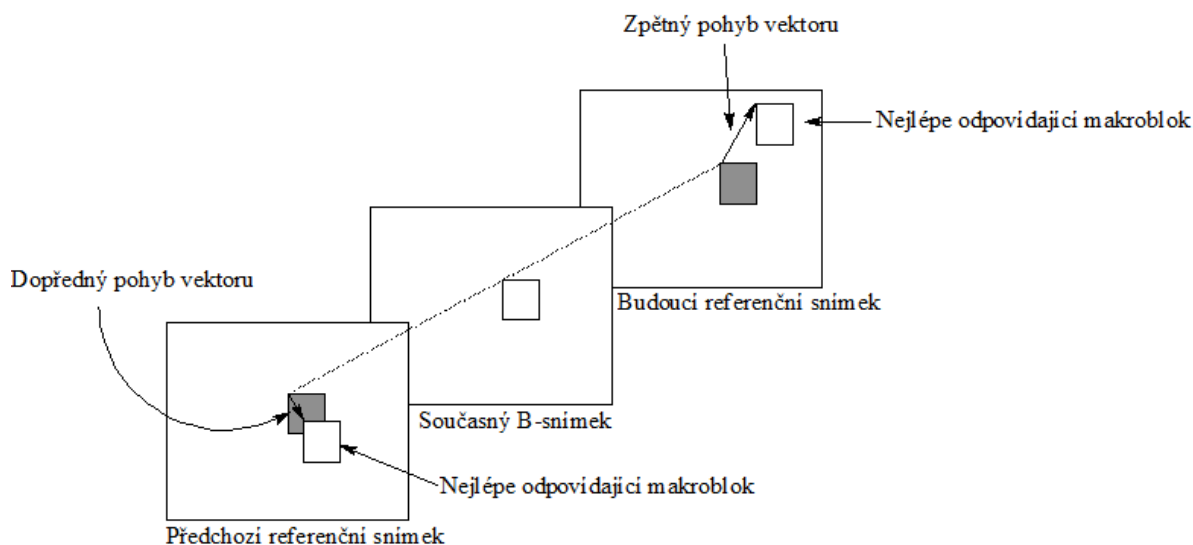 Zpětný pohyb vektoru
Nejlépe odpovídající makroblok
Budoucí referenční snímek
Dopředný pohyb vektoru
Současný B-snímek
Nejlépe odpovídající makroblok
Předchozí referenční snímek